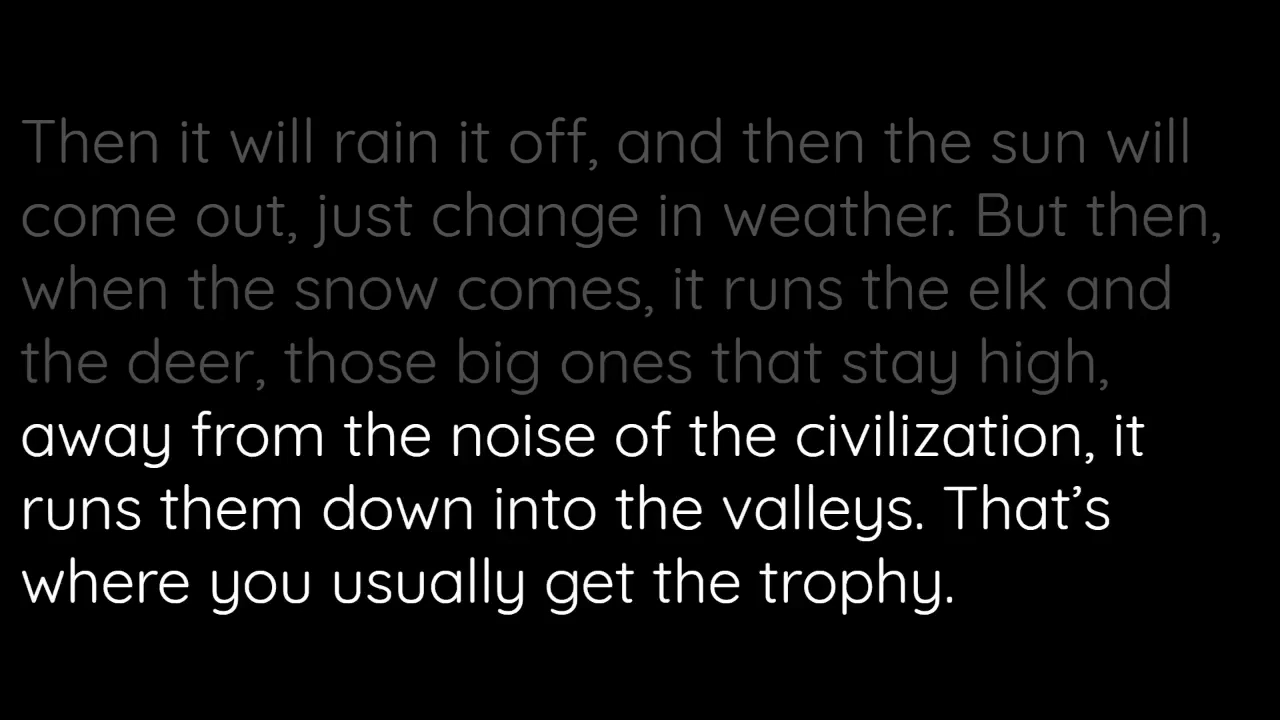 Then it will rain it off, and then the sun will
come out, just change in weather. But then,
when the snow comes, it runs the elk and
the deer, those big ones that stay high,
away from the noise of the civilization, it
runs them down into the valleys. That’s
where you usually get the trophy.